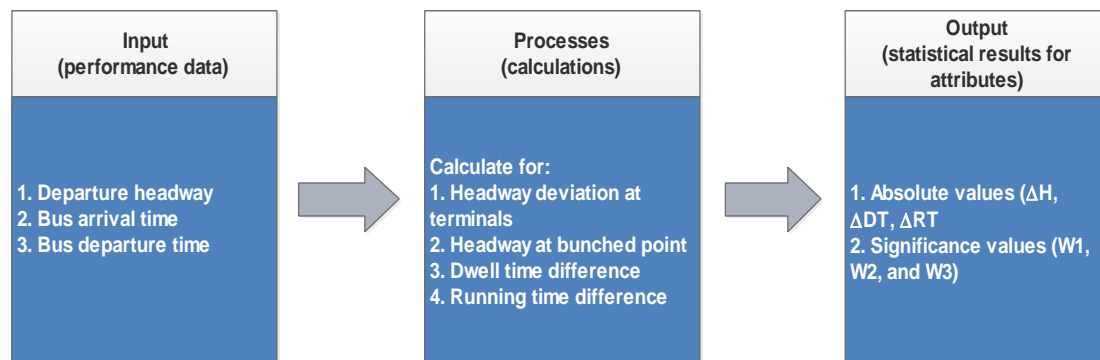 Input
(performance data)
1. Departure headway
2. Bus arrival time
3. Bus departure time
Processes
(calculations)
Calculate for:
1. Headway deviation at
terminals
2. Headway at bunched point
3. Dwell time difference
4. Running time difference
Output
(statistical results for
attributes)
1. Absolute values (ΔH,
ΔDT, ΔRT
2. Significance values (W1,
W2, and W3)